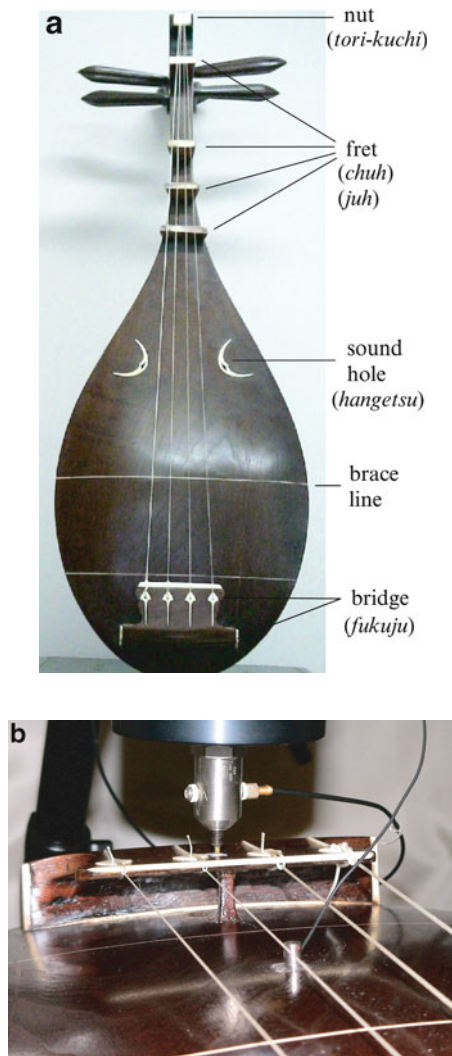 a
nut
(tori-kuchi)
fret
(chuh)
(juh)
sound
hole
(hangetsu)
brace
line
bridge
(fukuju)
b